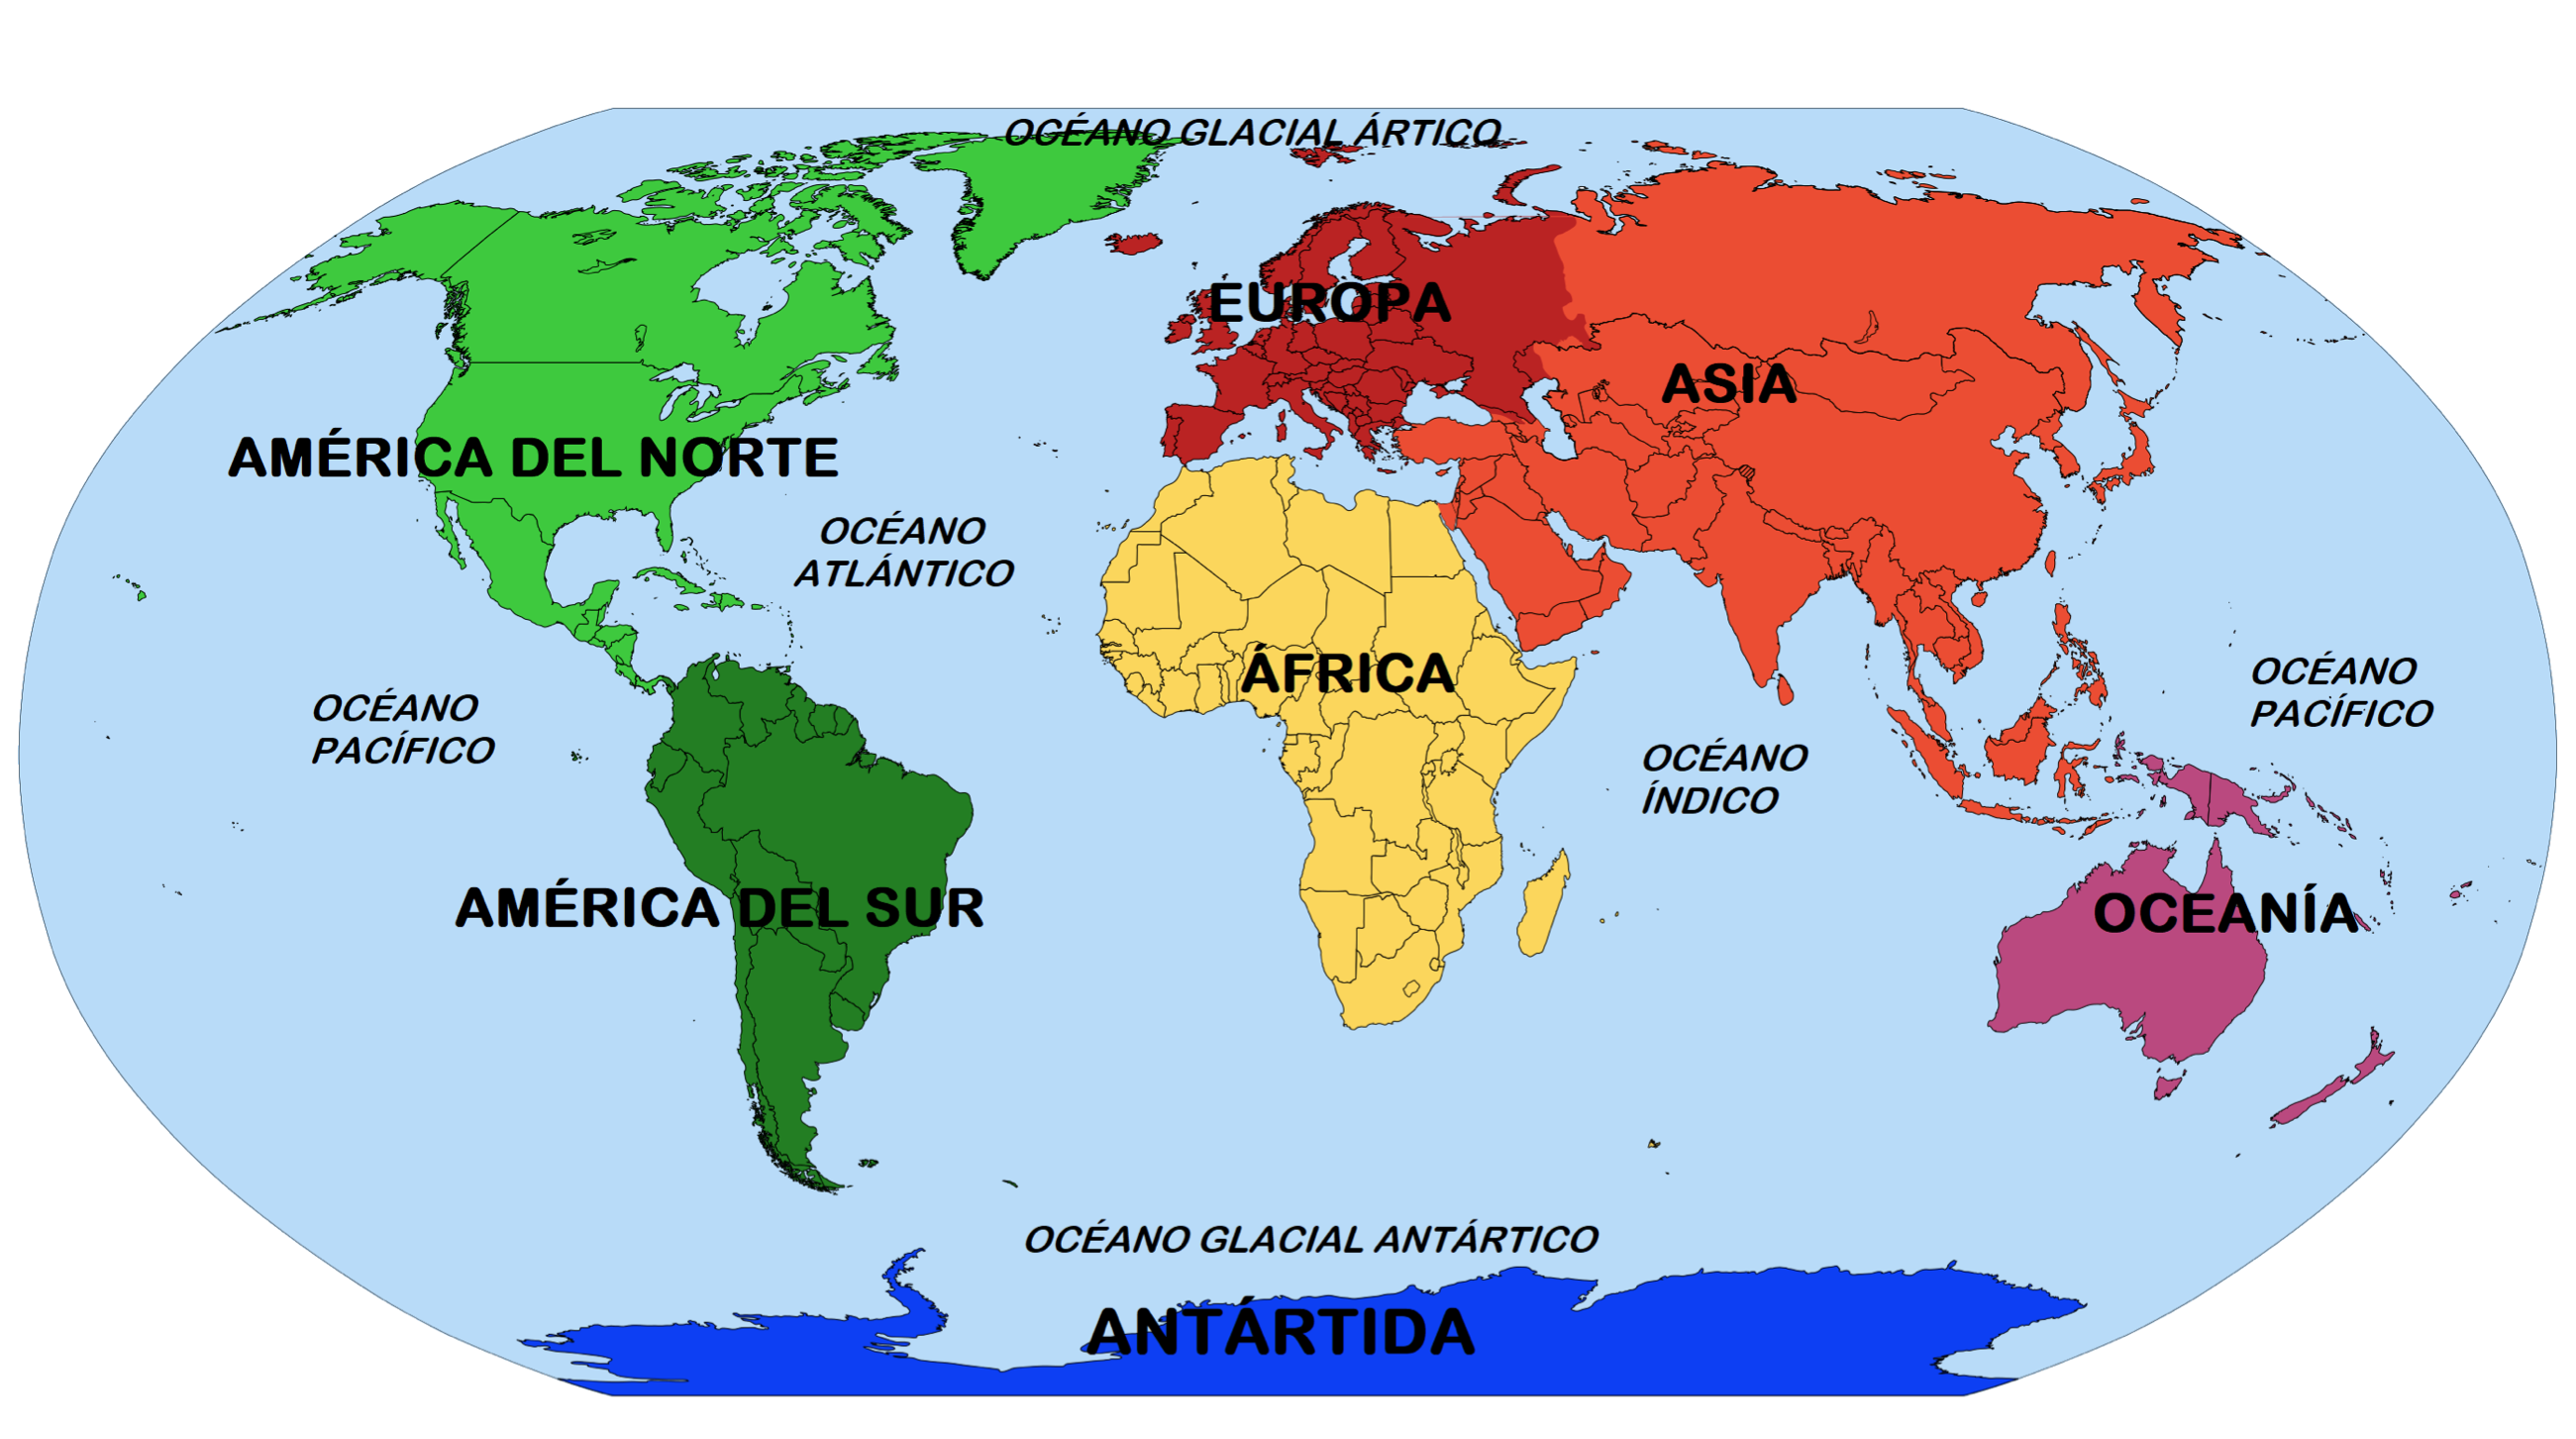 OCÉANO GLACIAL ÁRTICO
EUROPA
ASIA
AMÉRICA DEL NORTE
OCÉANO
ATLÁNTICO
ÁFRICA
OCÉANO
PACÍFICO
OCÉANO
PACÍFICO
OCÉANO
ÍNDICO
AMÉRICA DEL SUR
OCEANÍA
OCÉANO GLACIAL ANTÁRTICO
ANTÁRTIDA